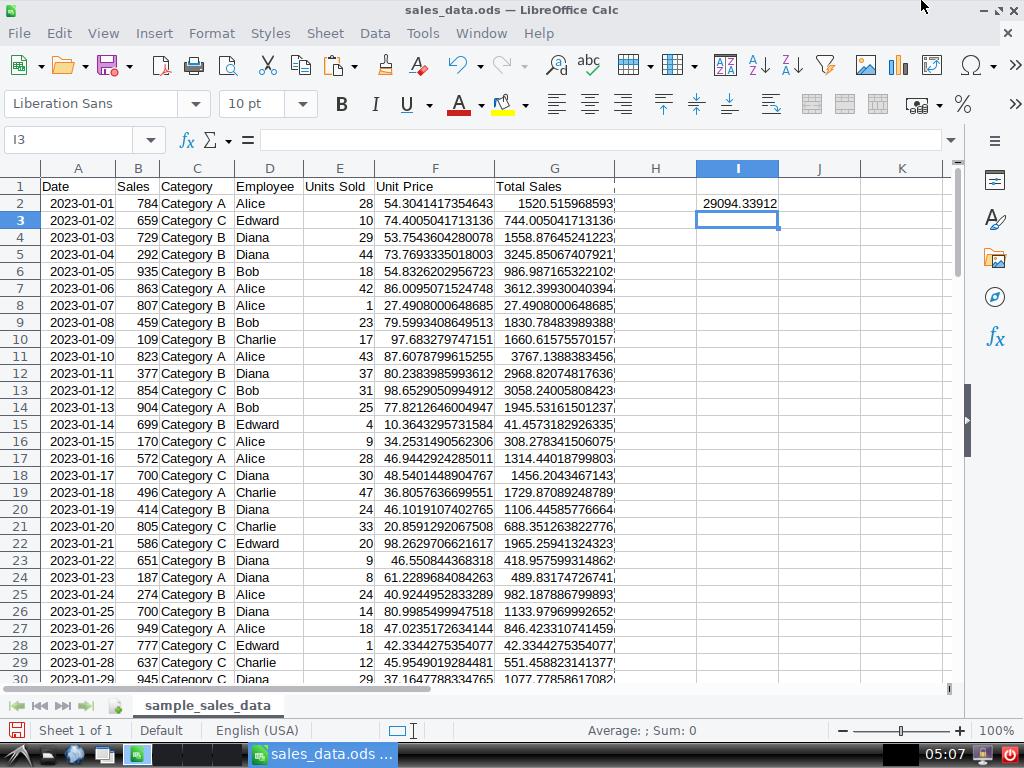 sales_data.ods — LibreOffice Calc
File Edit View Insert Format Styles Sheet Data Tools Window Help
Liberation Sans 10 pt
I3
A B C D E F G H I J K
1 Date Sales Category Employee Units Sold Unit Price Total Sales
2 2023-01-01 784 Category A Alice 28 54.3041417354643 1520.515968593 29094.33912
3 2023-01-02 659 Category C Edward 10 74.4005041713136 744.005041713136
4 2023-01-03 729 Category B Diana 29 53.7543604280078 1558.87645241223
5 2023-01-04 292 Category B Diana 44 73.7693335018003 3245.85067407921
6 2023-01-05 935 Category B Bob 18 54.8326202956723 986.987165322102
7 2023-01-06 863 Category A Alice 42 86.0095071524748 3612.39930040394
8 2023-01-07 807 Category B Alice 1 27.4908000648685 27.4908000648685
9 2023-01-08 459 Category B Bob 23 79.5993408649513 1830.78483989388
10 2023-01-09 109 Category B Charlie 17 97.683279747151 1660.61575570157
11 2023-01-10 823 Category A Alice 43 87.6078799615255 3767.1388383456
12 2023-01-11 377 Category B Diana 37 80.2383985993612 2968.82074817636
13 2023-01-12 854 Category C Bob 31 98.6529050994912 3058.24005808423
14 2023-01-13 904 Category A Bob 25 77.8212646004947 1945.53161501237
15 2023-01-14 699 Category B Edward 4 10.3643295731584 41.4573182926335
16 2023-01-15 170 Category C Alice 9 34.2531490562306 308.278341506075
17 2023-01-16 572 Category A Alice 28 46.9442924285011 1314.44018799803
18 2023-01-17 700 Category C Diana 30 48.5401448904767 1456.2043467143
19 2023-01-18 496 Category A Charlie 47 36.8057636699551 1729.87089248789
20 2023-01-19 414 Category B Diana 24 46.1019107402765 1106.44585776664
21 2023-01-20 805 Category C Charlie 33 20.8591292067508 688.351263822776
22 2023-01-21 586 Category C Edward 20 98.2629706621617 1965.25941324323
23 2023-01-22 651 Category B Diana 9 46.550844368318 418.957599314862
24 2023-01-23 187 Category A Diana 8 61.2289684084263 489.83174726741
25 2023-01-24 274 Category B Alice 24 40.9244952833289 982.187886799893
26 2023-01-25 700 Category B Diana 14 80.9985499947518 1133.97969992652
27 2023-01-26 949 Category A Alice 18 47.0235172634144 846.423310741459
28 2023-01-27 777 Category C Edward 1 42.3344275354077 42.3344275354077
29 2023-01-28 637 Category C Charlie 12 45.9549019284481 551.458823141377
30 2023-01-29 945 Category C Diana 29 37.1647788334765 1077.77858617082
sample_sales_data
Sheet 1 of 1 Default English (USA) Average: ; Sum: 0 100%
sales_data.ods ... 05:07